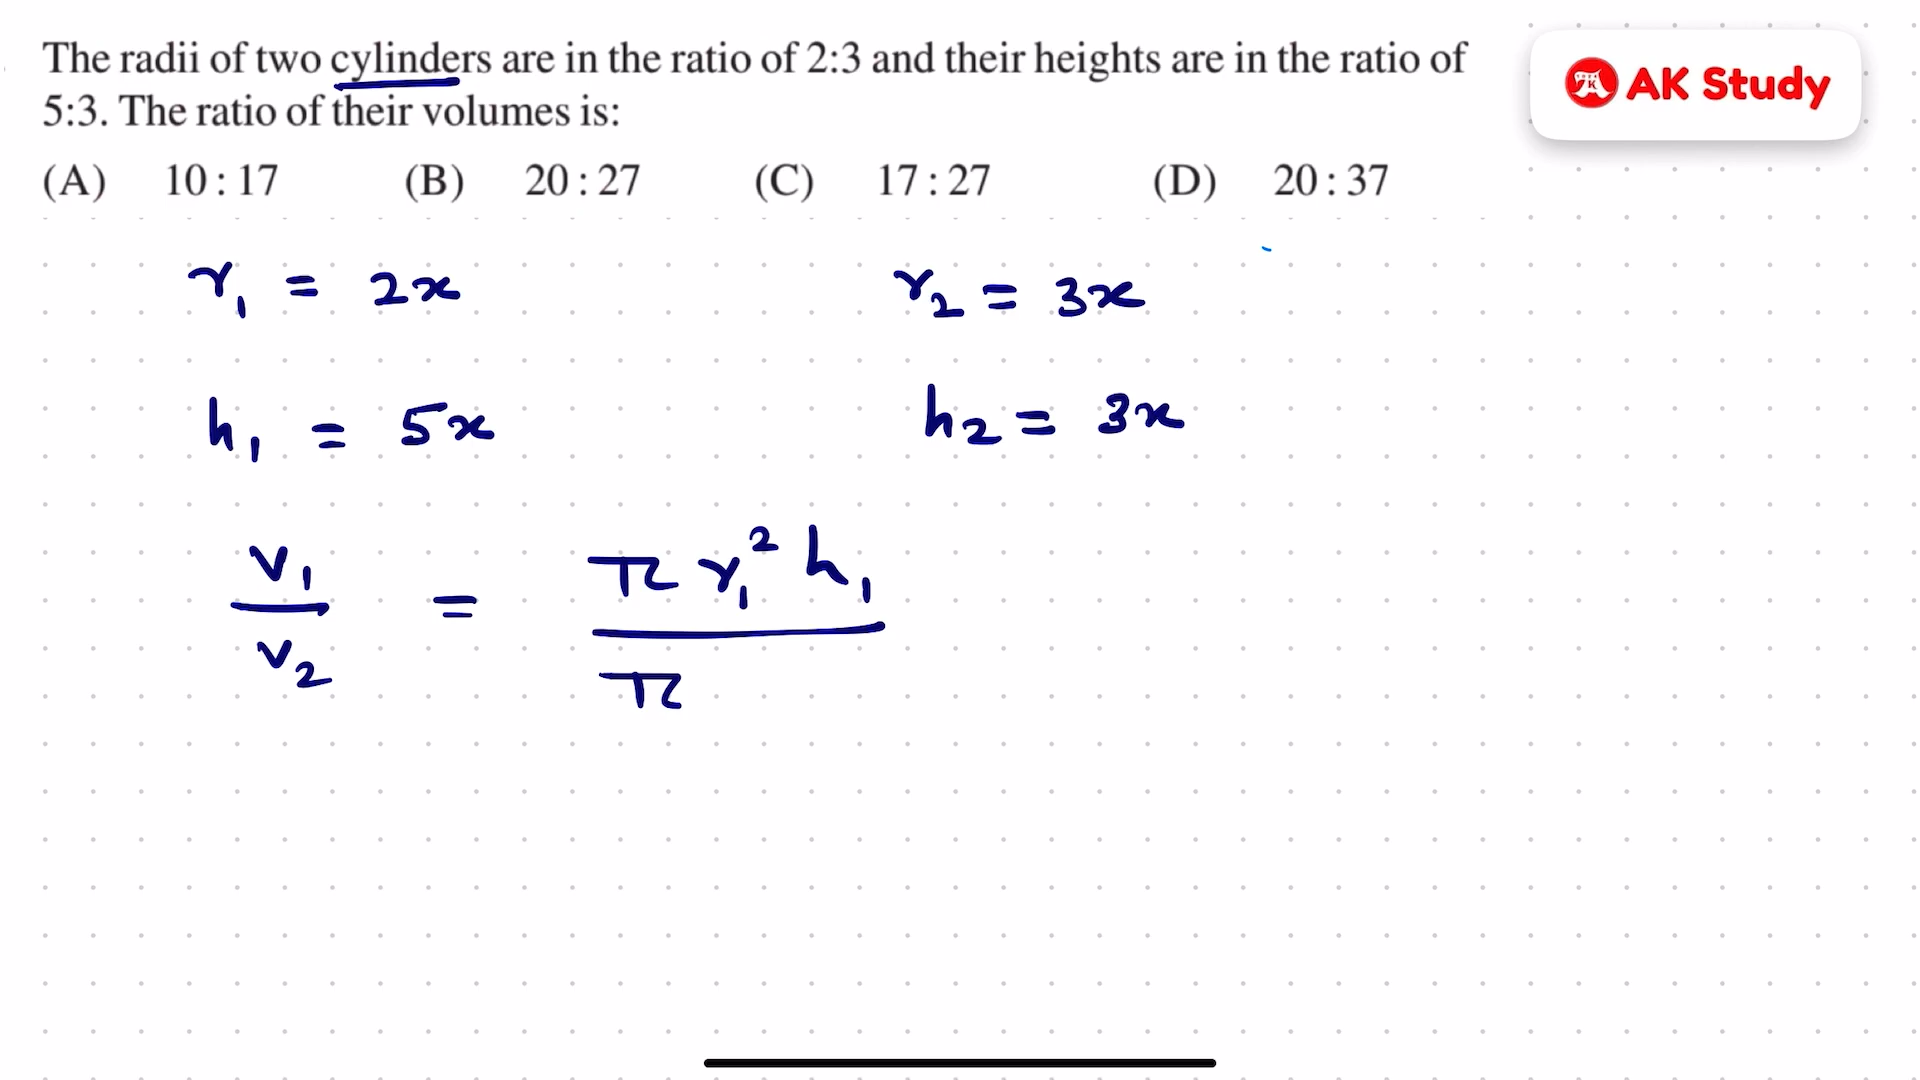 The radii of two cylinders are in the ratio of 2:3 and their heights are in the ratio of
5:3. The ratio of their volumes is:
(A) 10 : 17 (B) 20 : 27 (C) 17 : 27 (D) 20 : 37
AK Study
r₁ = 2x r₂ = 3x
h₁ = 5x h₂ = 3x
v₁ / v₂ = π r₁² h₁ / π